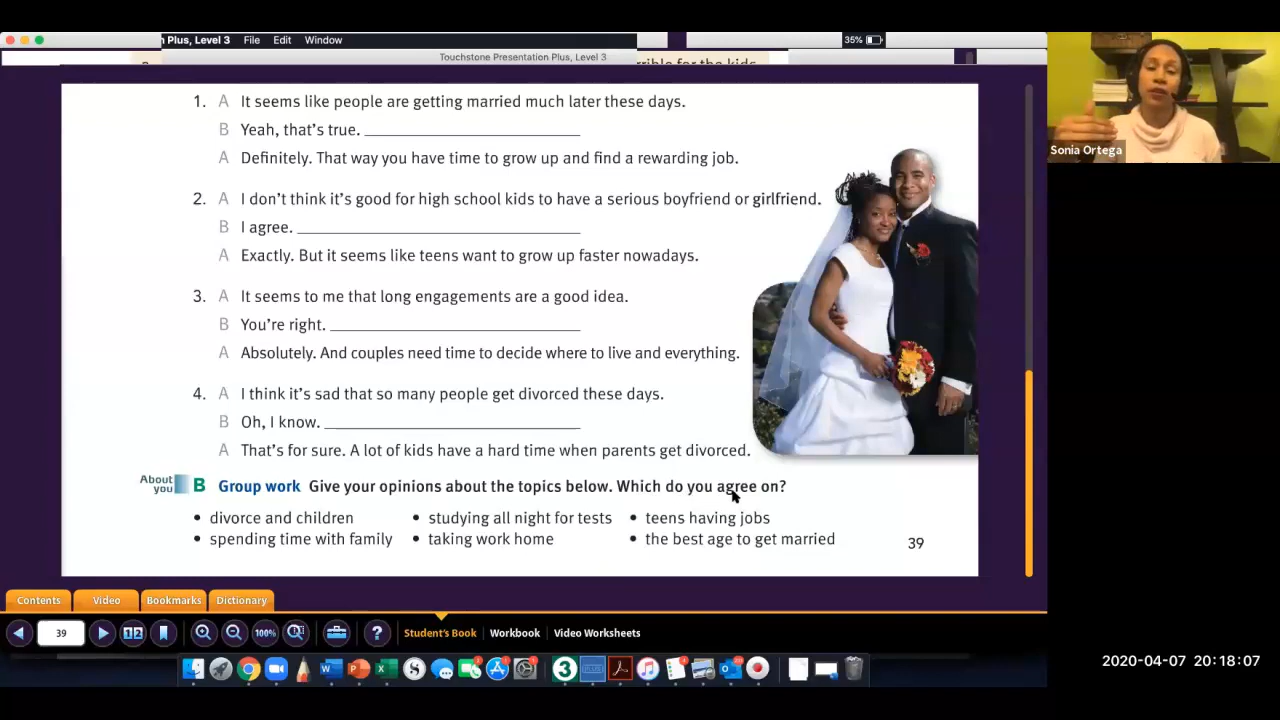 n Plus, Level 3 File Edit Window
35%
Touchstone Presentation Plus, Level 3
rrible for the kids
1. A It seems like people are getting married much later these days.
B Yeah, that's true. ____________________
A Definitely. That way you have time to grow up and find a rewarding job.
2. A I don't think it's good for high school kids to have a serious boyfriend or girlfriend.
B I agree. ____________________
A Exactly. But it seems like teens want to grow up faster nowadays.
3. A It seems to me that long engagements are a good idea.
B You're right. ____________________
A Absolutely. And couples need time to decide where to live and everything.
4. A I think it's sad that so many people get divorced these days.
B Oh, I know. ____________________
A That's for sure. A lot of kids have a hard time when parents get divorced.
About you B Group work Give your opinions about the topics below. Which do you agree on?
• divorce and children • studying all night for tests • teens having jobs
• spending time with family • taking work home • the best age to get married
39
Contents Video Bookmarks Dictionary
39 12 100% ? Student's Book Workbook Video Worksheets
Sonia Ortega
2020-04-07 20:18:07